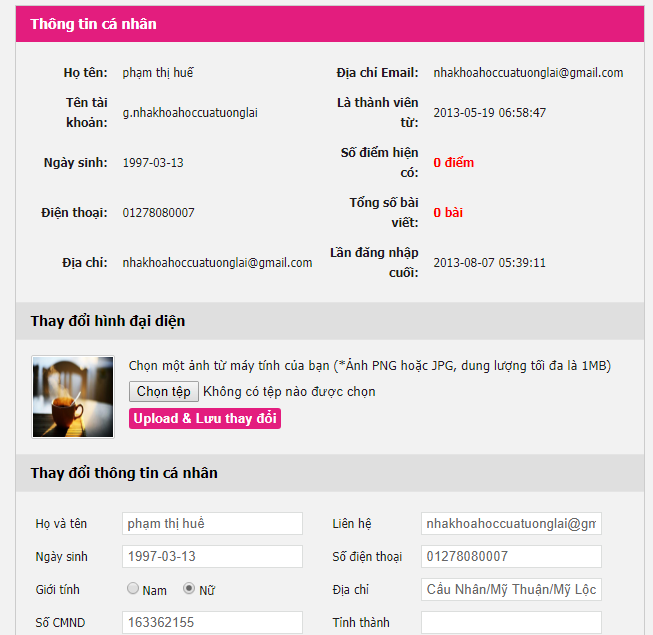 Thông tin cá nhân
Họ tên: phạm thị huế Địa chỉ Email: nhakhoahoccuatuonglai@gmail.com
Tên tài khoản: g.nhakhoahoccuatuonglai Là thành viên từ: 2013-05-19 06:58:47
Ngày sinh: 1997-03-13 Số điểm hiện có: 0 điểm
Điện thoại: 01278080007 Tổng số bài viết: 0 bài
Địa chỉ: nhakhoahoccuatuonglai@gmail.com Lần đăng nhập cuối: 2013-08-07 05:39:11
Thay đổi hình đại diện
Chọn một ảnh từ máy tính của bạn (*Ảnh PNG hoặc JPG, dung lượng tối đa là 1MB)
Chọn tệp Không có tệp nào được chọn
Upload & Lưu thay đổi
Thay đổi thông tin cá nhân
Họ và tên phạm thị huế Liên hệ nhakhoahoccuatuonglai@gm
Ngày sinh 1997-03-13 Số điện thoại 01278080007
Giới tính Nam Nữ Địa chỉ Cầu Nhân/Mỹ Thuận/Mỹ Lộc
Số CMND 163362155 Tỉnh thành